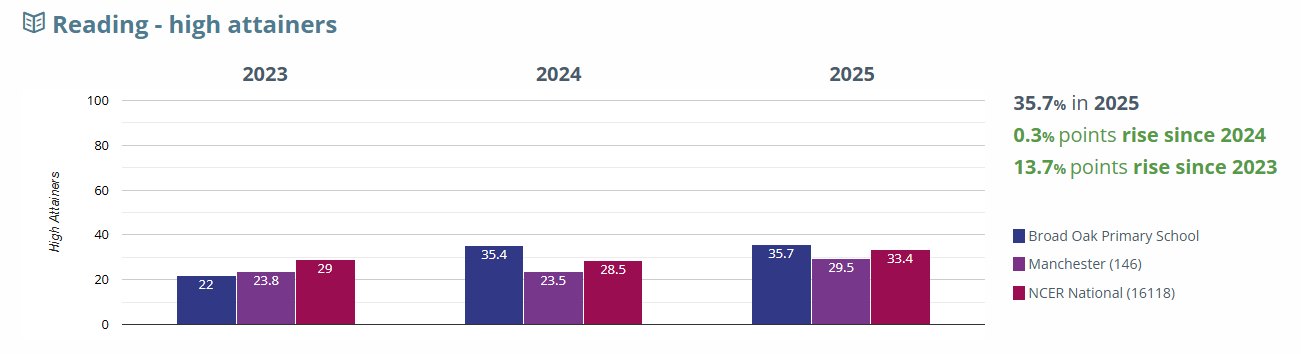 Reading - high attainers
2023 2024 2025
100
80
60
40
20
0
High Attainers
22 23.8 29
35.4 23.5 28.5
35.7 29.5 33.4
35.7% in 2025
0.3% points rise since 2024
13.7% points rise since 2023
Broad Oak Primary School
Manchester (146)
NCER National (16118)